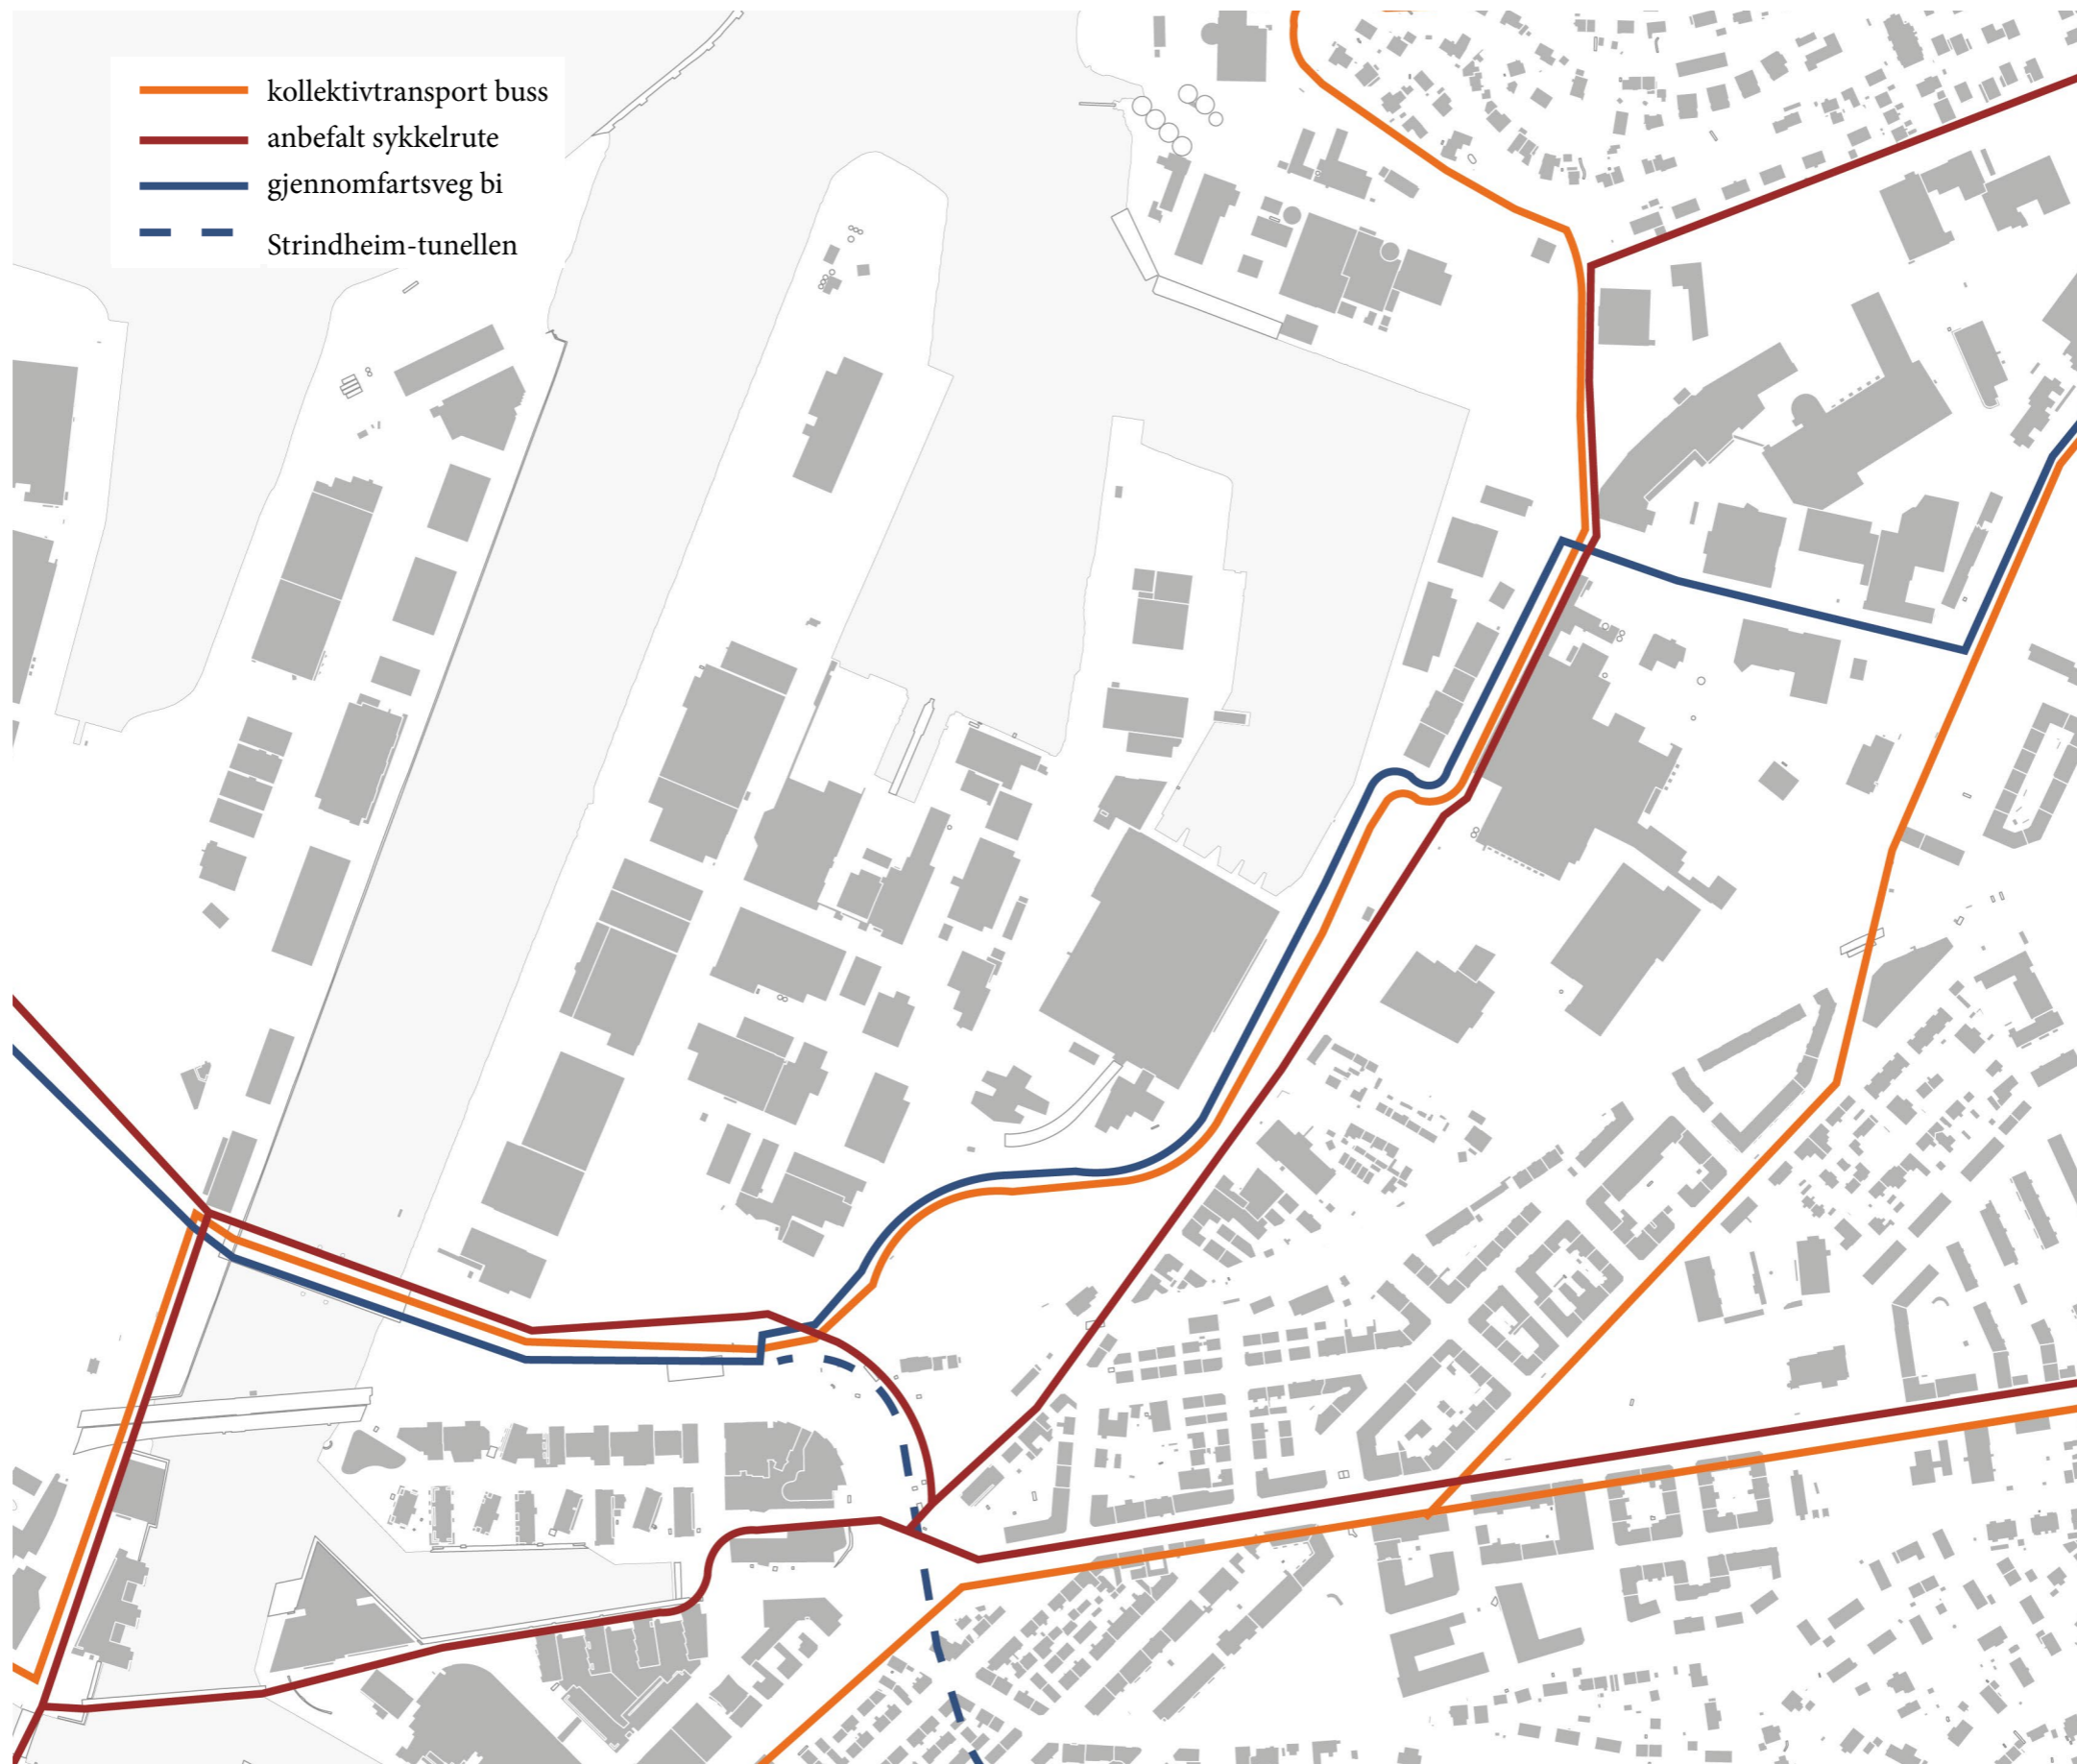 kollektivtransport buss
anbefalt sykkelrute
gjennomfartsveg bi
Strindheim-tunellen